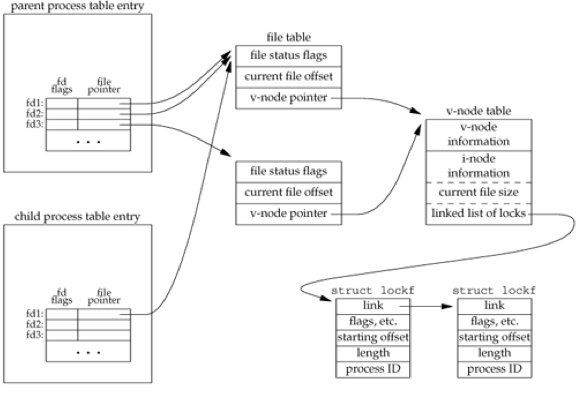 parent process table entry
fd flags
file pointer
fd1:
fd2:
fd3:
. . .
file table
file status flags
current file offset
v-node pointer
file status flags
current file offset
v-node pointer
v-node table
v-node information
i-node information
current file size
linked list of locks
child process table entry
fd flags
file pointer
fd1:
fd2:
fd3:
. . .
struct lockf
link
flags, etc.
starting offset
length
process ID
struct lockf
link
flags, etc.
starting offset
length
process ID